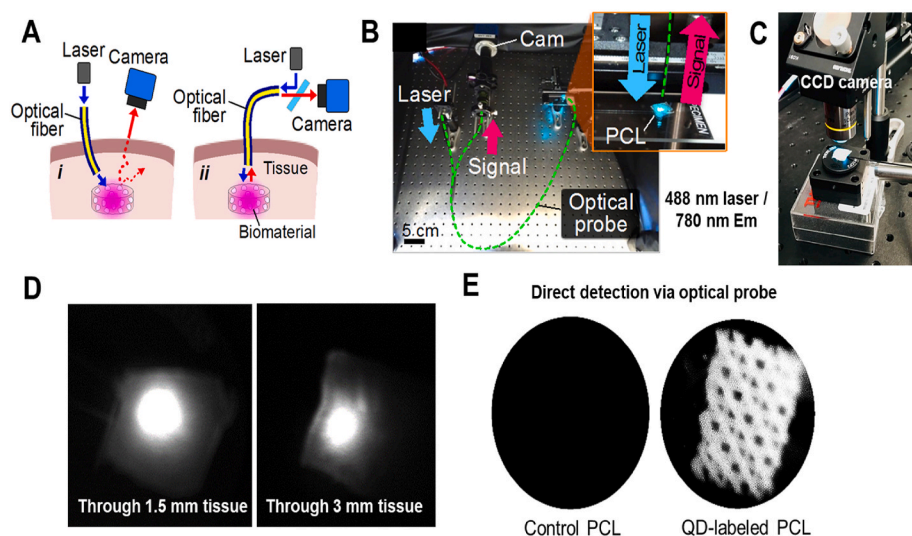 A
Laser
Camera
Optical
fiber
i
Laser
Optical
fiber
Camera
ii
Tissue
Biomaterial
B
Cam
Laser
Signal
Optical
probe
5 cm
Laser
Signal
PCL
488 nm laser /
780 nm Em
C
CCD camera
D
Through 1.5 mm tissue
Through 3 mm tissue
E
Direct detection via optical probe
Control PCL
QD-labeled PCL